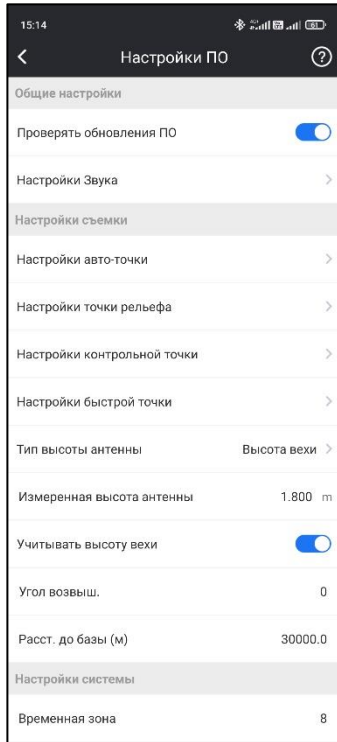 15:14
61
Настройки ПО
Общие настройки
Проверять обновления ПО
Настройки Звука
Настройки съемки
Настройки авто-точки
Настройки точки рельефа
Настройки контрольной точки
Настройки быстрой точки
Тип высоты антенны Высота вехи
Измеренная высота антенны 1.800 m
Учитывать высоту вехи
Угол возвыш. 0
Расст. до базы (м) 30000.0
Настройки системы
Временная зона 8